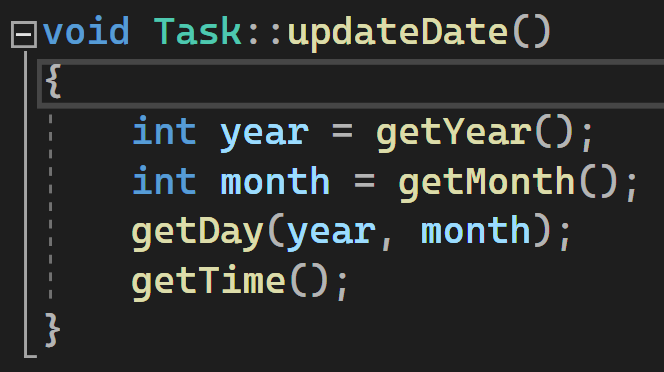 void Task::updateDate()
{
int year = getYear();
int month = getMonth();
getDay(year, month);
getTime();
}